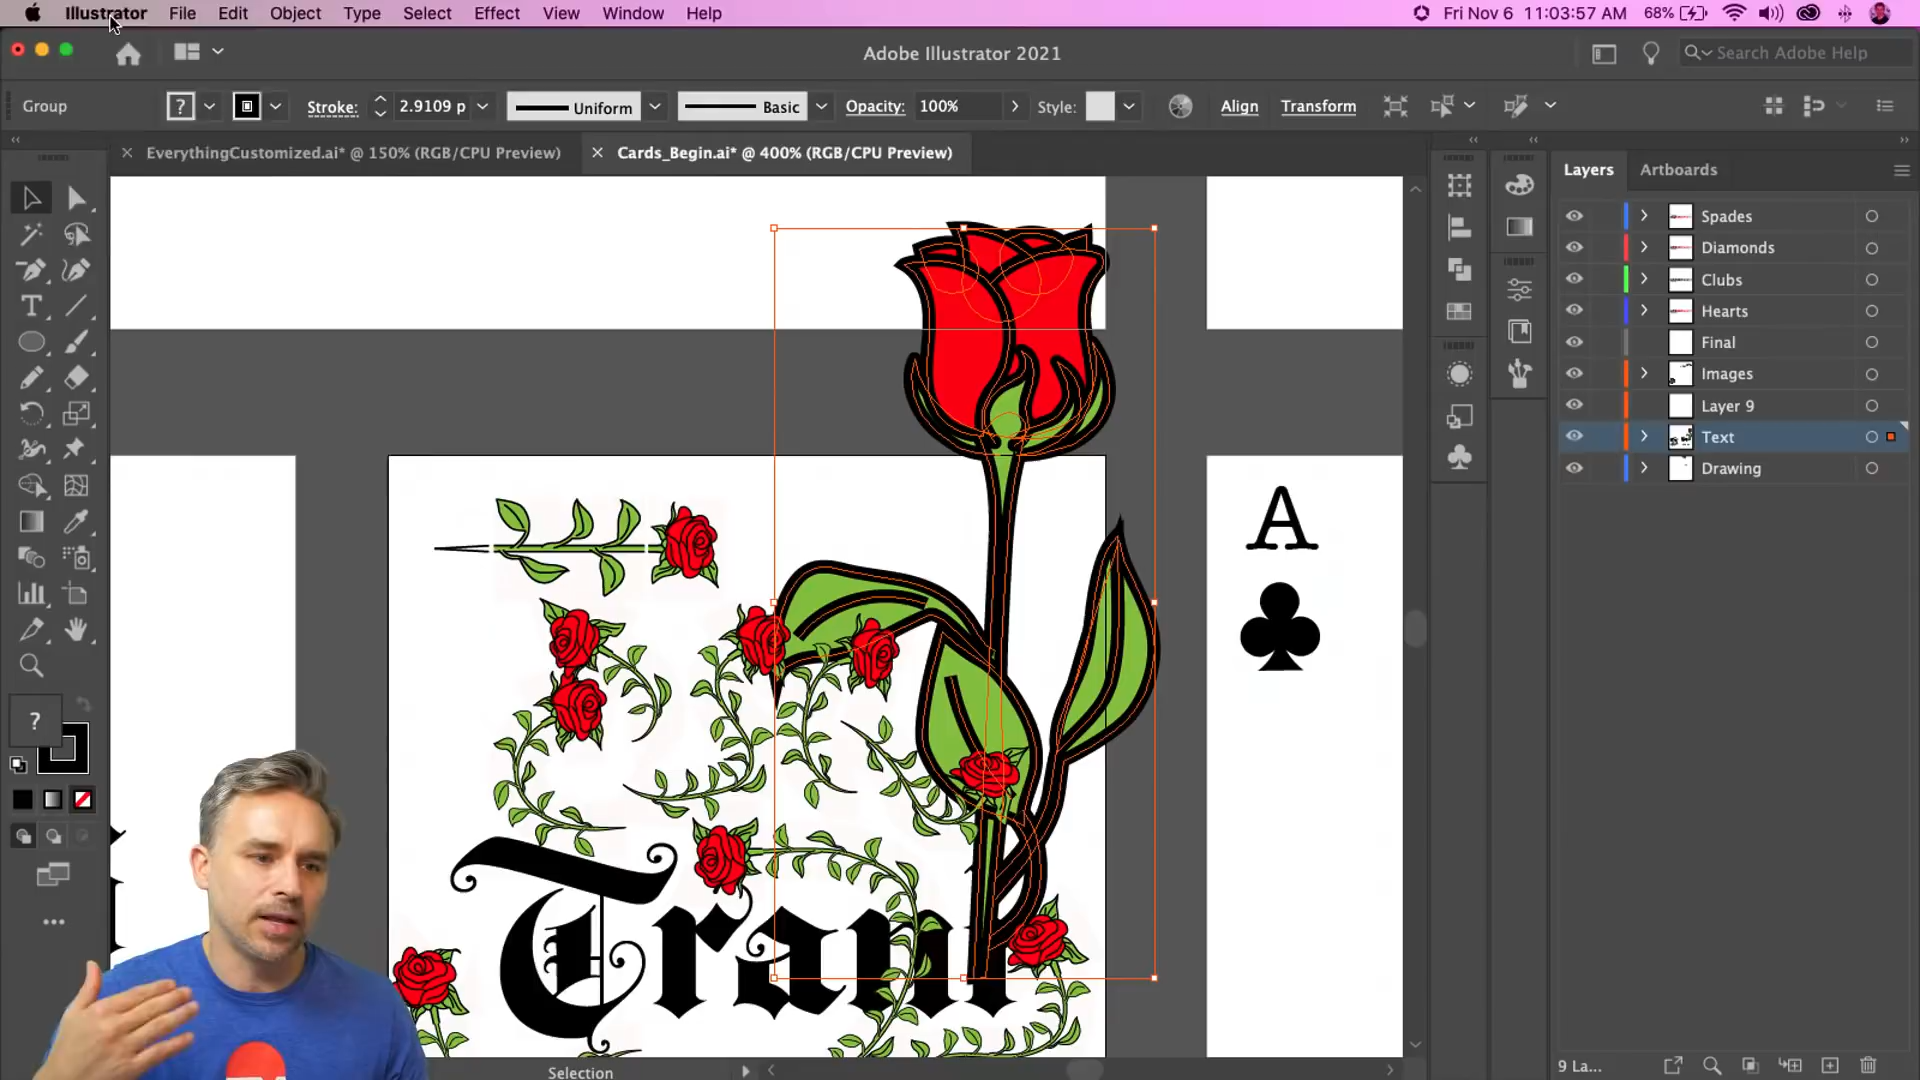 Illustrator File Edit Object Type Select Effect View Window Help
Fri Nov 6 11:03:57 AM 68%
Adobe Illustrator 2021
Search Adobe Help
Group
?
Stroke: 2.9109 p
Uniform
Basic
Opacity: 100%
Style:
Align
Transform
EverythingCustomized.ai* @ 150% (RGB/CPU Preview)
Cards_Begin.ai* @ 400% (RGB/CPU Preview)
Layers
Artboards
Spades
Diamonds
Clubs
Hearts
Final
Images
Layer 9
Text
Drawing
A
?
9 La...
Selection